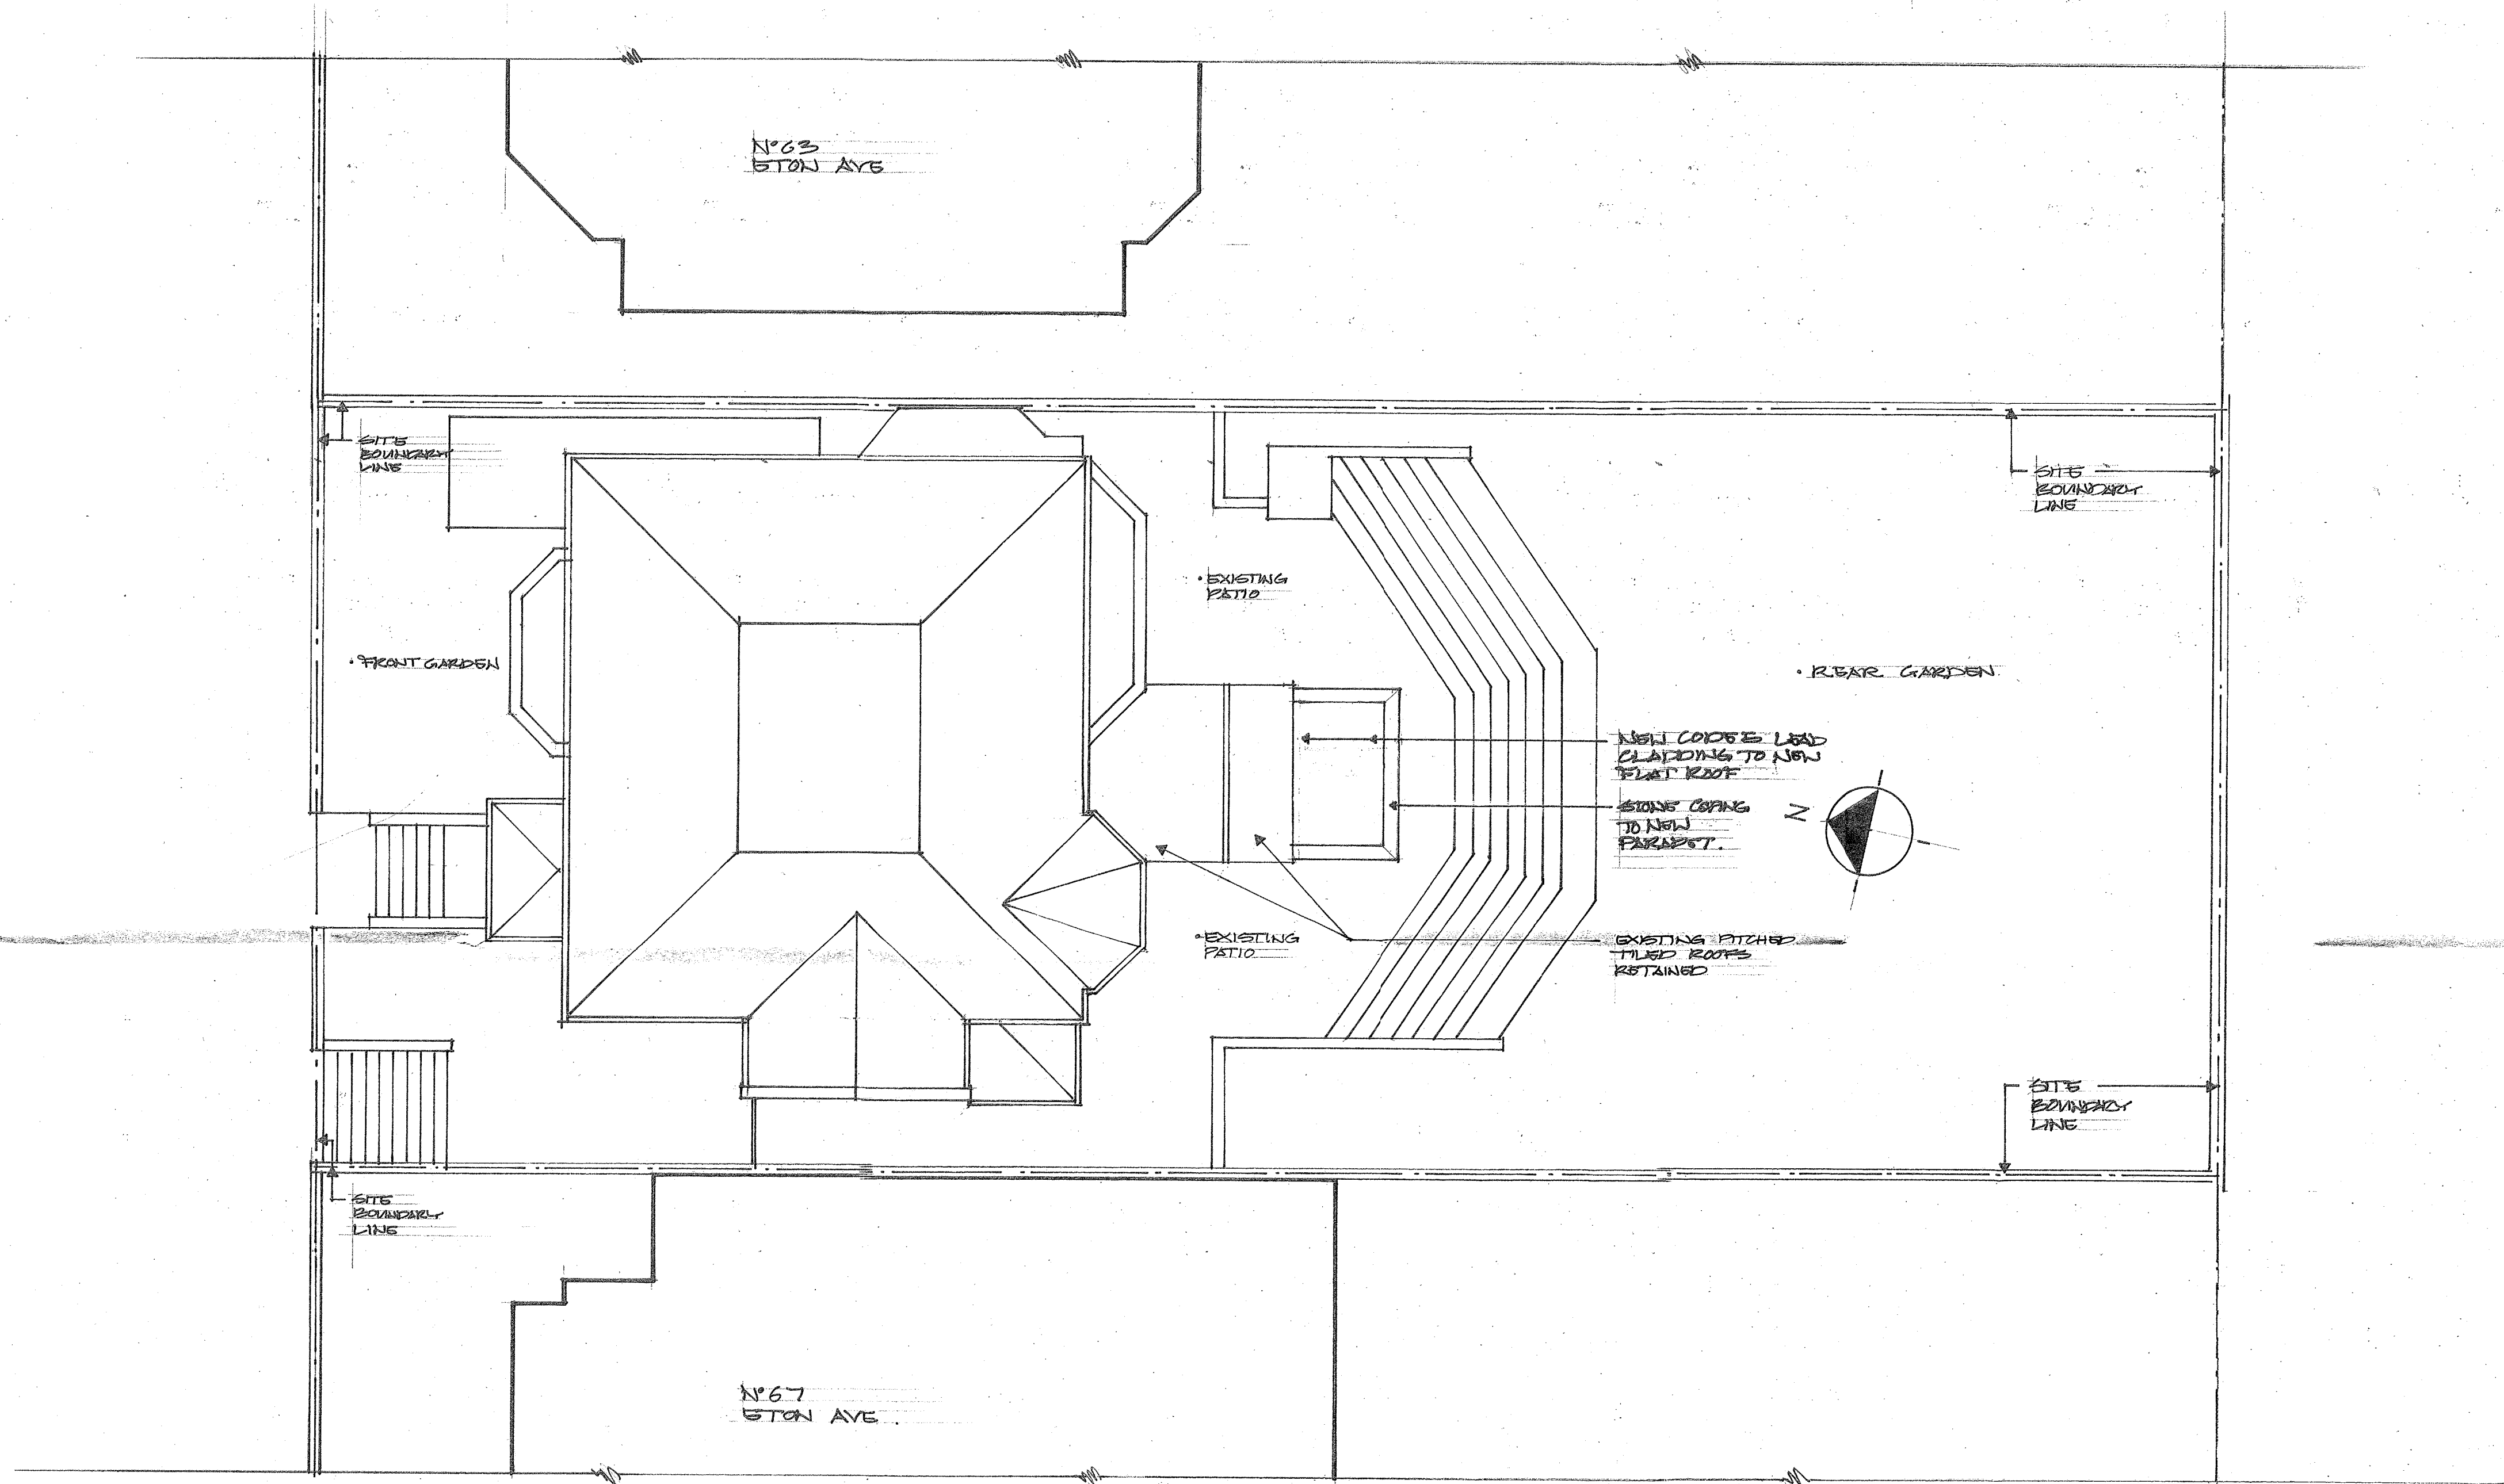 N°63
ETON AVE
SITE
BOUNDARY
LINE
SITE
BOUNDARY
LINE
• EXISTING
PATIO
• FRONT GARDEN
• REAR GARDEN
NEW CODE 5 LEAD
CLADDING TO NEW
FLAT ROOF
STONE COPING
TO NEW
PARAPET.
N
• EXISTING
PATIO
EXISTING PITCHED
TILED ROOFS
RETAINED
SITE
BOUNDARY
LINE
SITE
BOUNDARY
LINE
N°67
ETON AVE.